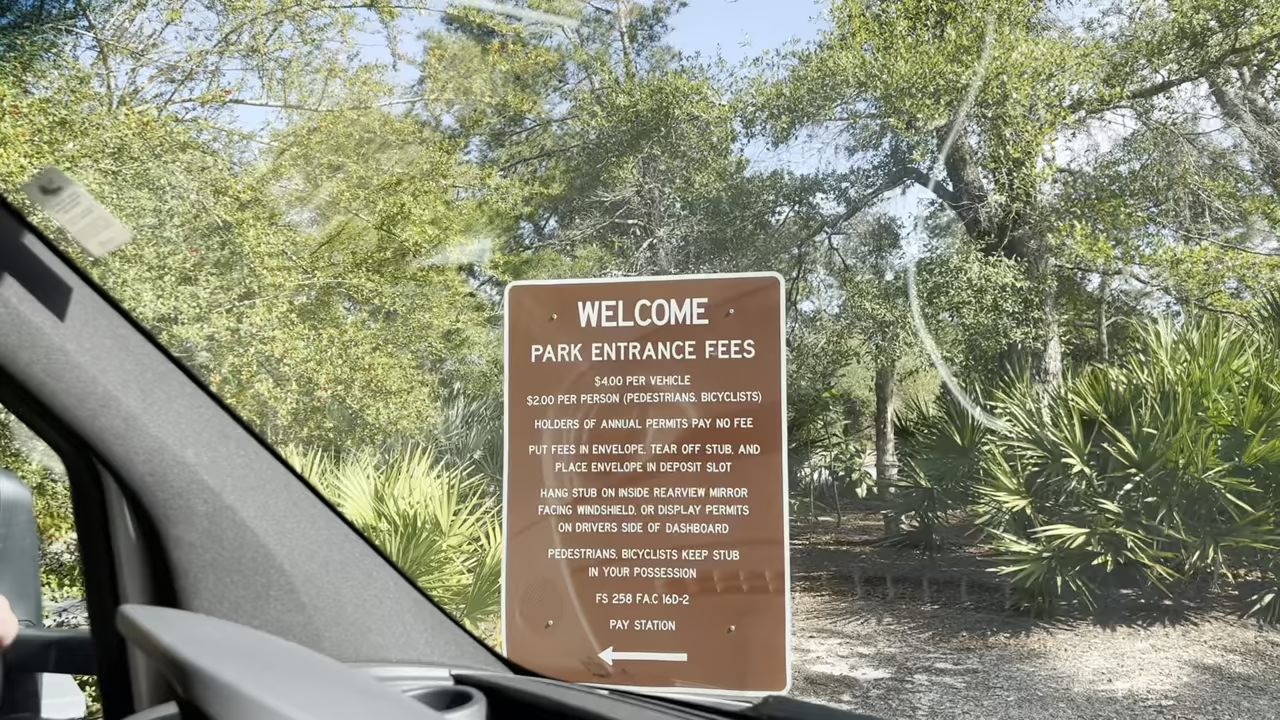 WELCOME
PARK ENTRANCE FEES
$4.00 PER VEHICLE
$2.00 PER PERSON (PEDESTRIANS, BICYCLISTS)
HOLDERS OF ANNUAL PERMITS PAY NO FEE
PUT FEES IN ENVELOPE, TEAR OFF STUB, AND
PLACE ENVELOPE IN DEPOSIT SLOT
HANG STUB ON INSIDE REARVIEW MIRROR
FACING WINDSHIELD, OR DISPLAY PERMITS
ON DRIVERS SIDE OF DASHBOARD
PEDESTRIANS, BICYCLISTS KEEP STUB
IN YOUR POSSESSION
FS 258 F.A.C 16D-2
PAY STATION